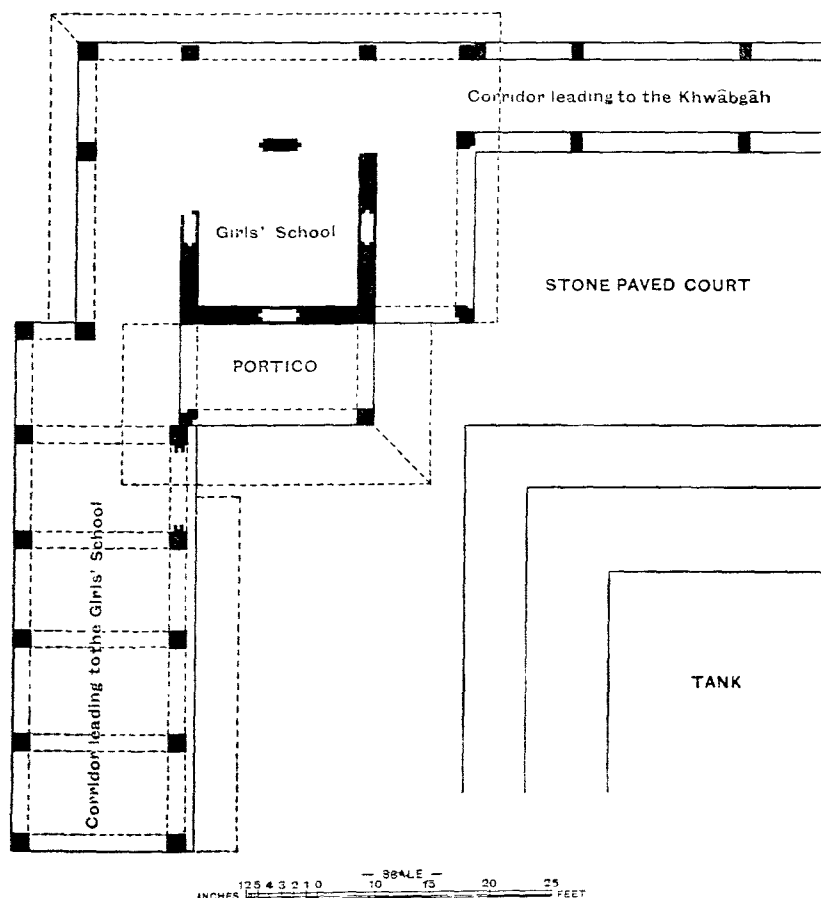 Corridor leading to the Khwâbgâh
Girls' School
STONE PAVED COURT
PORTICO
Corridor leading to the Girls' School
TANK
— SCALE —
12 5 4 3 2 1 0 10 15 20 25
INCHES FEET